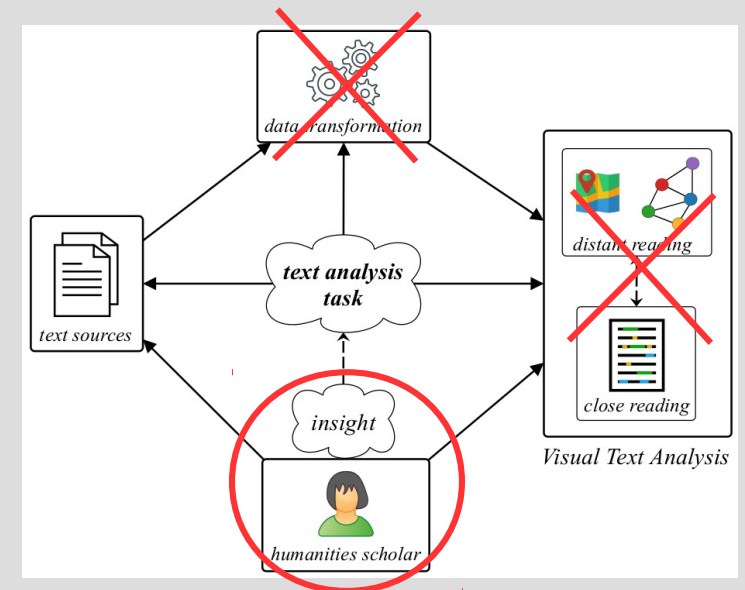 data transformation
text analysis
task
text sources
distant reading
close reading
insight
Visual Text Analysis
humanities scholar